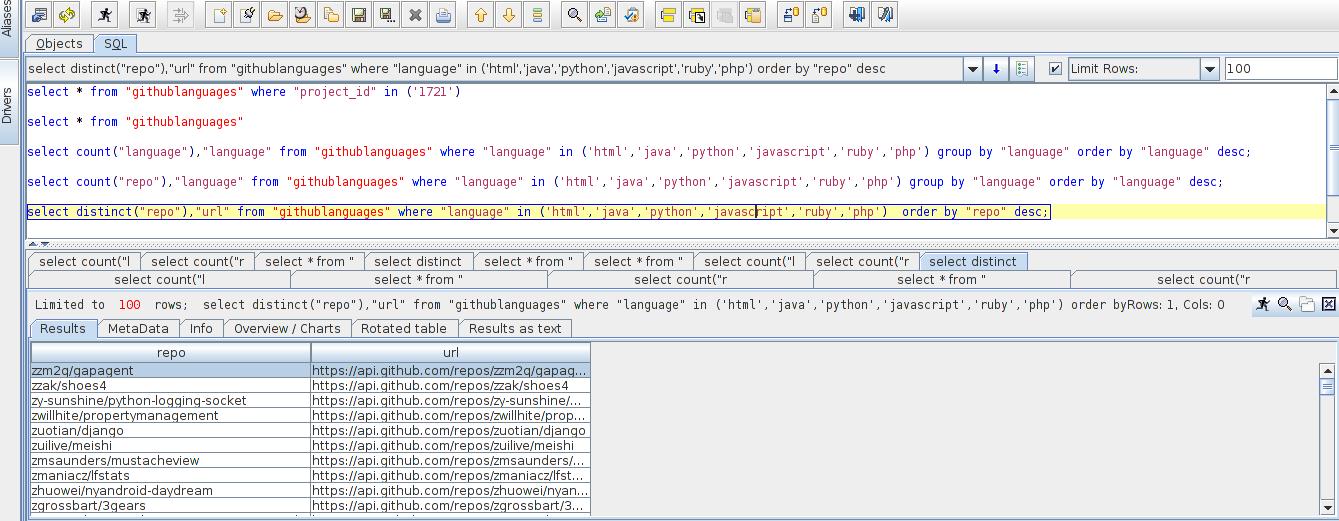 Aliases
Drivers
Objects SQL
select distinct("repo"),"url" from "githublanguages" where "language" in ('html','java','python','javascript','ruby','php') order by "repo" desc
Limit Rows: 100
select * from "githublanguages" where "project_id" in ('1721')
select * from "githublanguages"
select count("language"),"language" from "githublanguages" where "language" in ('html','java','python','javascript','ruby','php') group by "language" order by "language" desc;
select count("repo"),"language" from "githublanguages" where "language" in ('html','java','python','javascript','ruby','php') group by "language" order by "language" desc;
select distinct("repo"),"url" from "githublanguages" where "language" in ('html','java','python','javascript','ruby','php')  order by "repo" desc;
select count("l select count("r select * from " select distinct select * from " select * from " select count("l select count("r select distinct
select count("l select * from " select count("r select * from " select count("r
Limited to 100 rows; select distinct("repo"),"url" from "githublanguages" where "language" in ('html','java','python','javascript','ruby','php') order byRows: 1, Cols: 0
Results MetaData Info Overview / Charts Rotated table Results as text
repo url
zzm2q/gapagent https://api.github.com/repos/zzm2q/gapag...
zzak/shoes4 https://api.github.com/repos/zzak/shoes4
zy-sunshine/python-logging-socket https://api.github.com/repos/zy-sunshine/...
zwillhite/propertymanagement https://api.github.com/repos/zwillhite/prop...
zuotian/django https://api.github.com/repos/zuotian/django
zuilive/meishi https://api.github.com/repos/zuilive/meishi
zmsaunders/mustacheview https://api.github.com/repos/zmsaunders/...
zmaniacz/lfstats https://api.github.com/repos/zmaniacz/lfst...
zhuowei/nyandroid-daydream https://api.github.com/repos/zhuowei/nyan...
zgrossbart/3gears https://api.github.com/repos/zgrossbart/3...